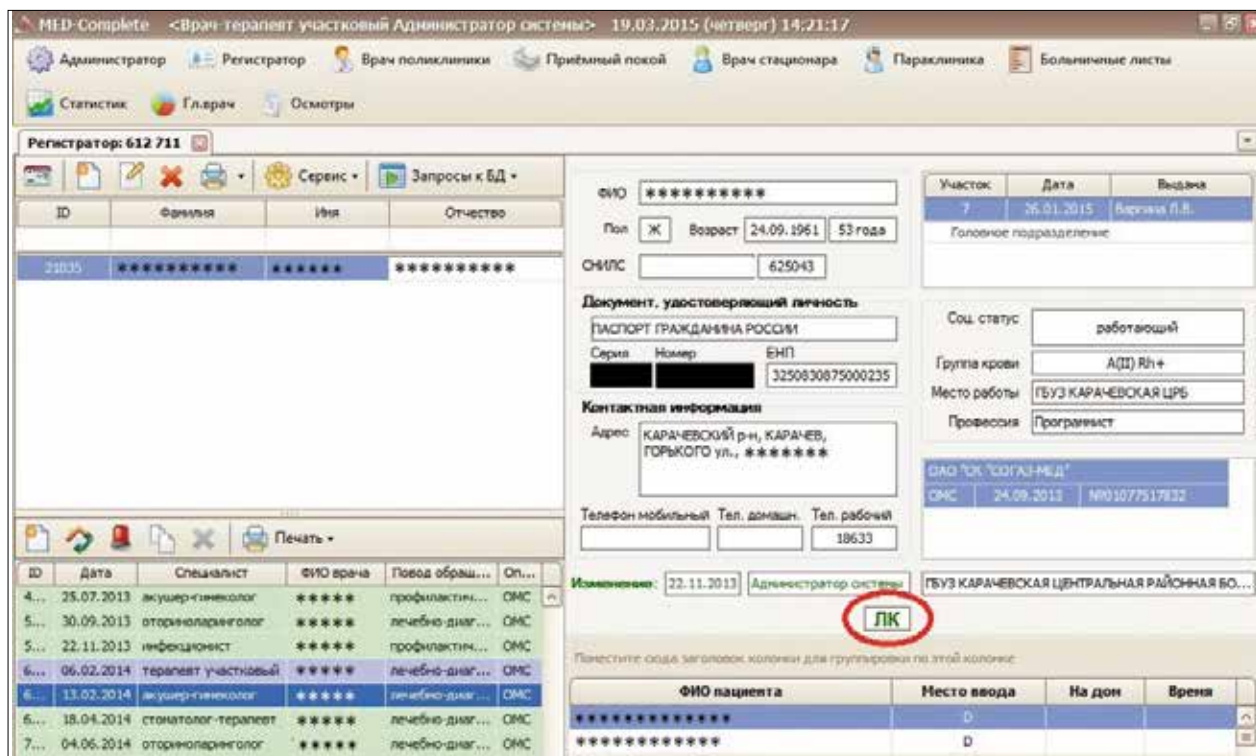 MED-Complete <Врач-терапевт участковый Администратор системы> 19.03.2015 (четверг) 14:21:17
Администратор Регистратор Врач поликлиники Приёмный покой Врач стационара Параклиника Больничные листы
Статистик Гл.врач Осмотры
Регистратор: 612 711
Сервис Запросы к БД
ID Фамилия Имя Отчество
21035 ********** ****** **********
ФИО **********
Пол Ж Возраст 24.09.1961 53 года
СНИЛС 625043
Документ, удостоверяющий личность
ПАСПОРТ ГРАЖДАНИНА РОССИИ
Серия Номер ЕНП
3250830875000235
Контактная информация
Адрес КАРАЧЕВСКИЙ р-н, КАРАЧЕВ,
ГОРЬКОГО ул., *******
Телефон мобильный Тел. домашн. Тел. рабочий
18633
Изменение: 22.11.2013 Администратор системы
Участок Дата Выдана
7 26.01.2015 Л.В.
Головное подразделение
Соц. статус работающий
Группа крови A(II) Rh+
Место работы ГБУЗ КАРАЧЕВСКАЯ ЦРБ
Профессия Программист
ОАО "СК "СОГАЗ-МЕД"
ОМС 24.09.2013 №01077517832
ГБУЗ КАРАЧЕВСКАЯ ЦЕНТРАЛЬНАЯ РАЙОННАЯ БО...
ЛК
Поместите сюда заголовок колонки для группировки по этой колонке
ФИО пациента Место ввода На дом Время
************* D
************ D
Печать
ID Дата Специалист ФИО врача Повод обращ... Оп...
4... 25.07.2013 акушер-гинеколог ***** профилактич... ОМС
5... 30.09.2013 оториноларинголог ***** лечебно-диаг... ОМС
5... 22.11.2013 инфекционист ***** профилактич... ОМС
6... 06.02.2014 терапевт участковый ***** лечебно-диаг... ОМС
6... 13.02.2014 акушер-гинеколог ***** лечебно-диаг... ОМС
6... 18.04.2014 стоматолог-терапевт ***** лечебно-диаг... ОМС
7... 04.06.2014 оториноларинголог ***** лечебно-диаг... ОМС